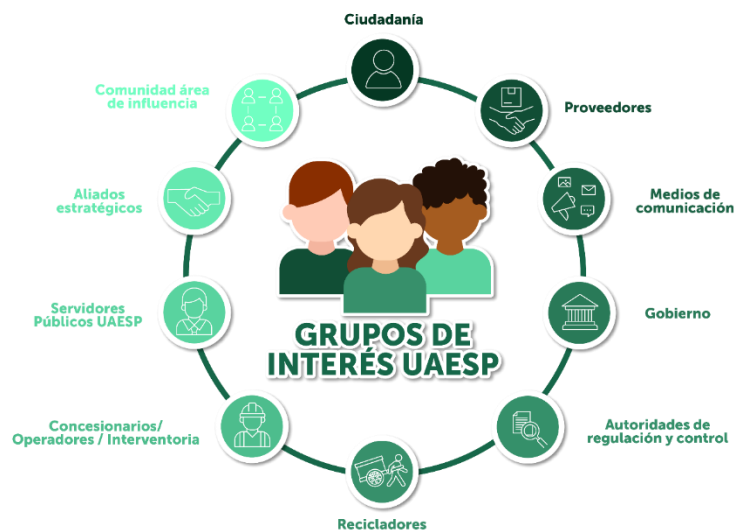 Ciudadanía
Proveedores
Medios de
comunicación
Gobierno
Autoridades de
regulación y control
Recicladores
Concesionarios/
Operadores / Interventoria
Servidores
Públicos UAESP
Aliados
estratégicos
Comunidad área
de influencia
GRUPOS DE
INTERÉS UAESP